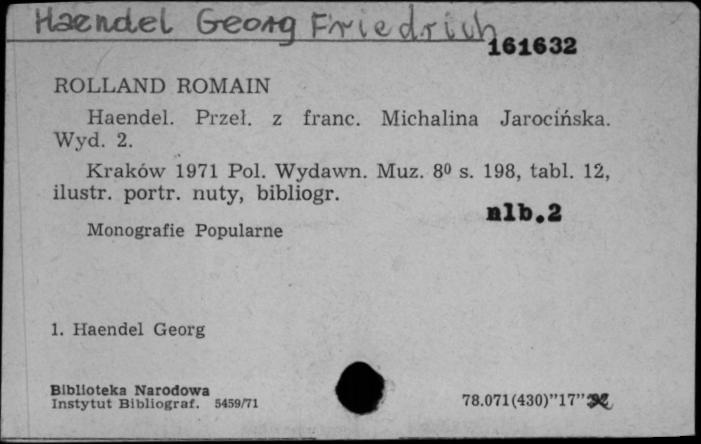 Haendel Georg Friedrich
161632
ROLLAND ROMAIN
Haendel. Przeł. z franc. Michalina Jarocińska.
Wyd. 2.
Kraków 1971 Pol. Wydawn. Muz. 8⁰ s. 198, tabl. 12,
ilustr. portr. nuty, bibliogr.
nlb.2
Monografie Popularne
1. Haendel Georg
Biblioteka Narodowa
Instytut Bibliograf. 5459/71
78.071(430)"17"